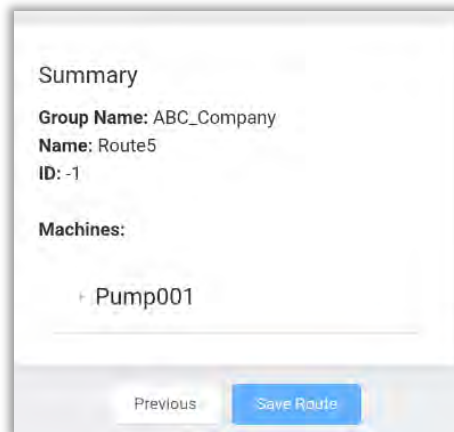 Summary
Group Name: ABC_Company
Name: Route5
ID: -1
Machines:
Pump001
Previous Save Route